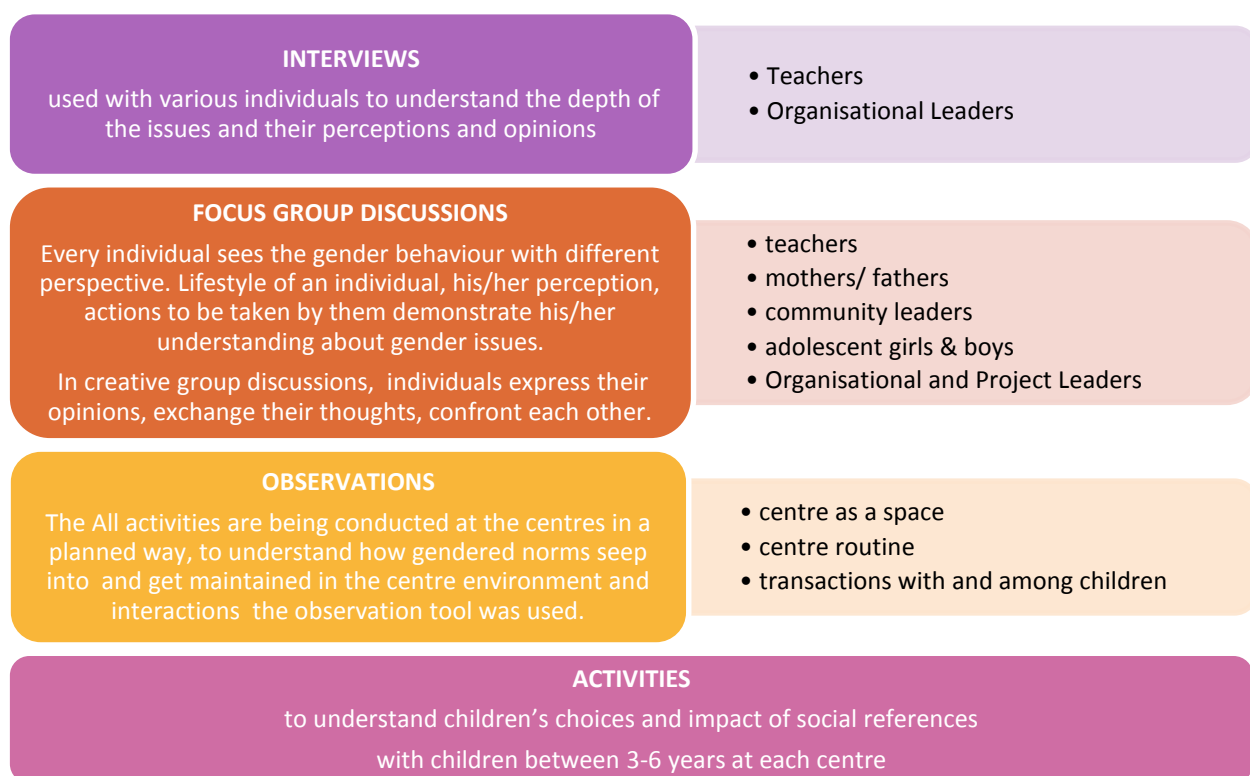 INTERVIEWS
used with various individuals to understand the depth of
the issues and their perceptions and opinions
• Teachers
• Organisational Leaders
FOCUS GROUP DISCUSSIONS
Every individual sees the gender behaviour with different
perspective. Lifestyle of an individual, his/her perception,
actions to be taken by them demonstrate his/her
understanding about gender issues.
In creative group discussions, individuals express their
opinions, exchange their thoughts, confront each other.
• teachers
• mothers/ fathers
• community leaders
• adolescent girls & boys
• Organisational and Project Leaders
OBSERVATIONS
The All activities are being conducted at the centres in a
planned way, to understand how gendered norms seep
into and get maintained in the centre environment and
interactions the observation tool was used.
• centre as a space
• centre routine
• transactions with and among children
ACTIVITIES
to understand children’s choices and impact of social references
with children between 3-6 years at each centre